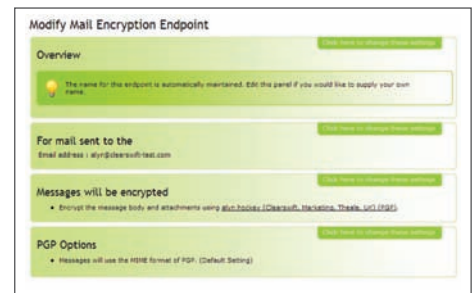 Modify Mail Encryption Endpoint
Click here to change these settings
Overview
The name for this endpoint is automatically maintained. Edit this panel if you would like to supply your own
name.
Click here to change these settings
For mail sent to the
Email address : alyn@clearswift-test.com
Click here to change these settings
Messages will be encrypted
• Encrypt the message body and attachments using alyn hockey (Clearswift, Marketing, Theale, UK) (PGP).
Click here to change these settings
PGP Options
• Messages will use the MIME format of PGP. (Default Setting)